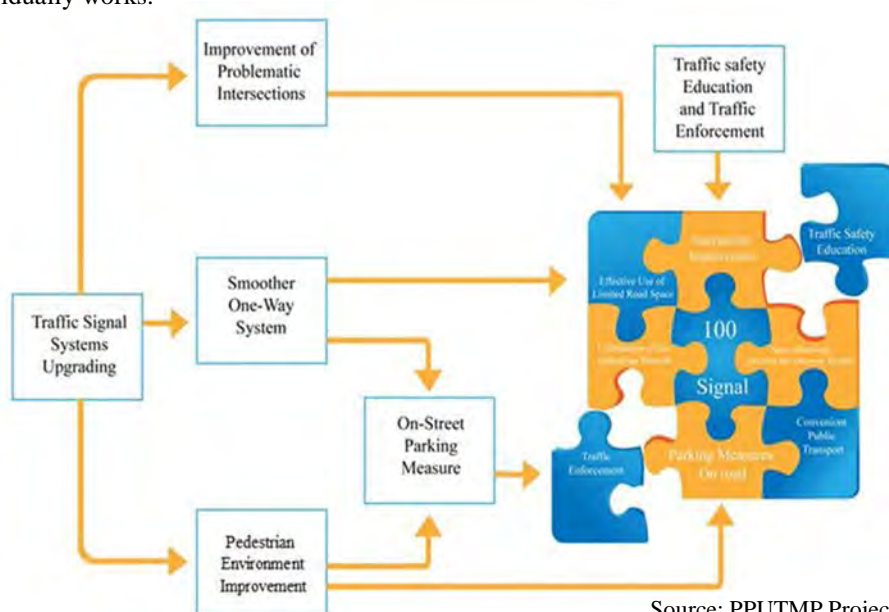 idually works.
Improvement of
Problematic
Intersections
Traffic safety
Education
and Traffic
Enforcement
Traffic Safety
Education
Effective Use of
Limited Road Space
Smoother
One-Way
System
Traffic Signal
Systems
Upgrading
100
Signal
On-Street
Parking
Measure
Traffic
Enforcement
Parking Measures
On road
Convenient
Public
Transport
Pedestrian
Environment
Improvement
Source: PPUTMP Projec